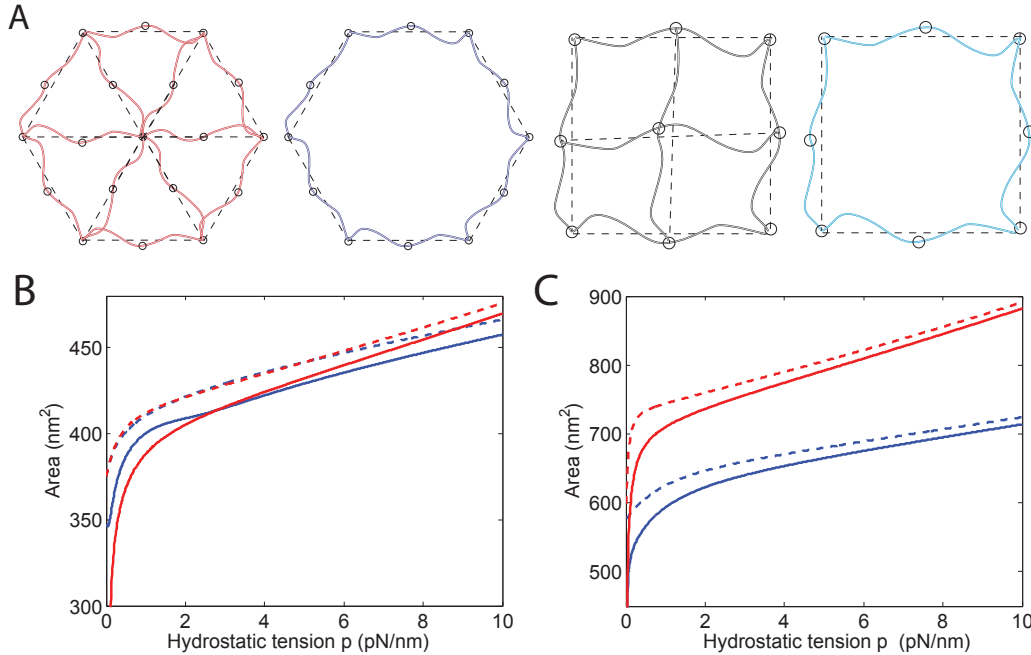 A
B
Area (nm²)
450
400
350
300
0 2 4 6 8 10
Hydrostatic tension p (pN/nm)
C
Area (nm²)
900
800
700
600
500
0 2 4 6 8 10
Hydrostatic tension p (pN/nm)